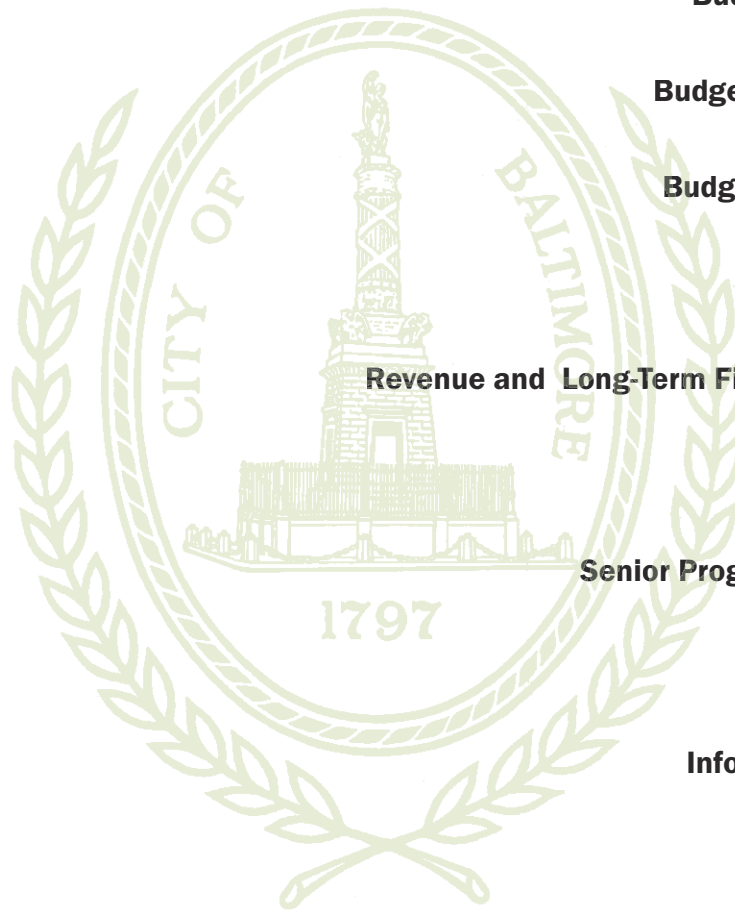 Budge
Budg
CITY OF BALTIMORE
Revenue and Long-Term Fi
Senior Prog
1797
Info